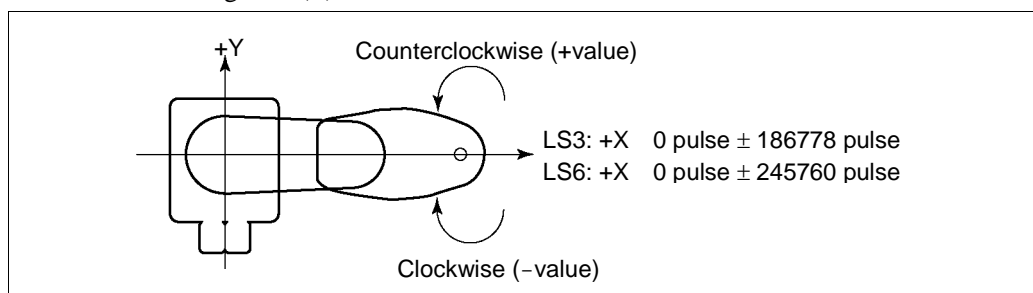 +Y
Counterclockwise (+value)
LS3: +X 0 pulse ± 186778 pulse
LS6: +X 0 pulse ± 245760 pulse
Clockwise (−value)